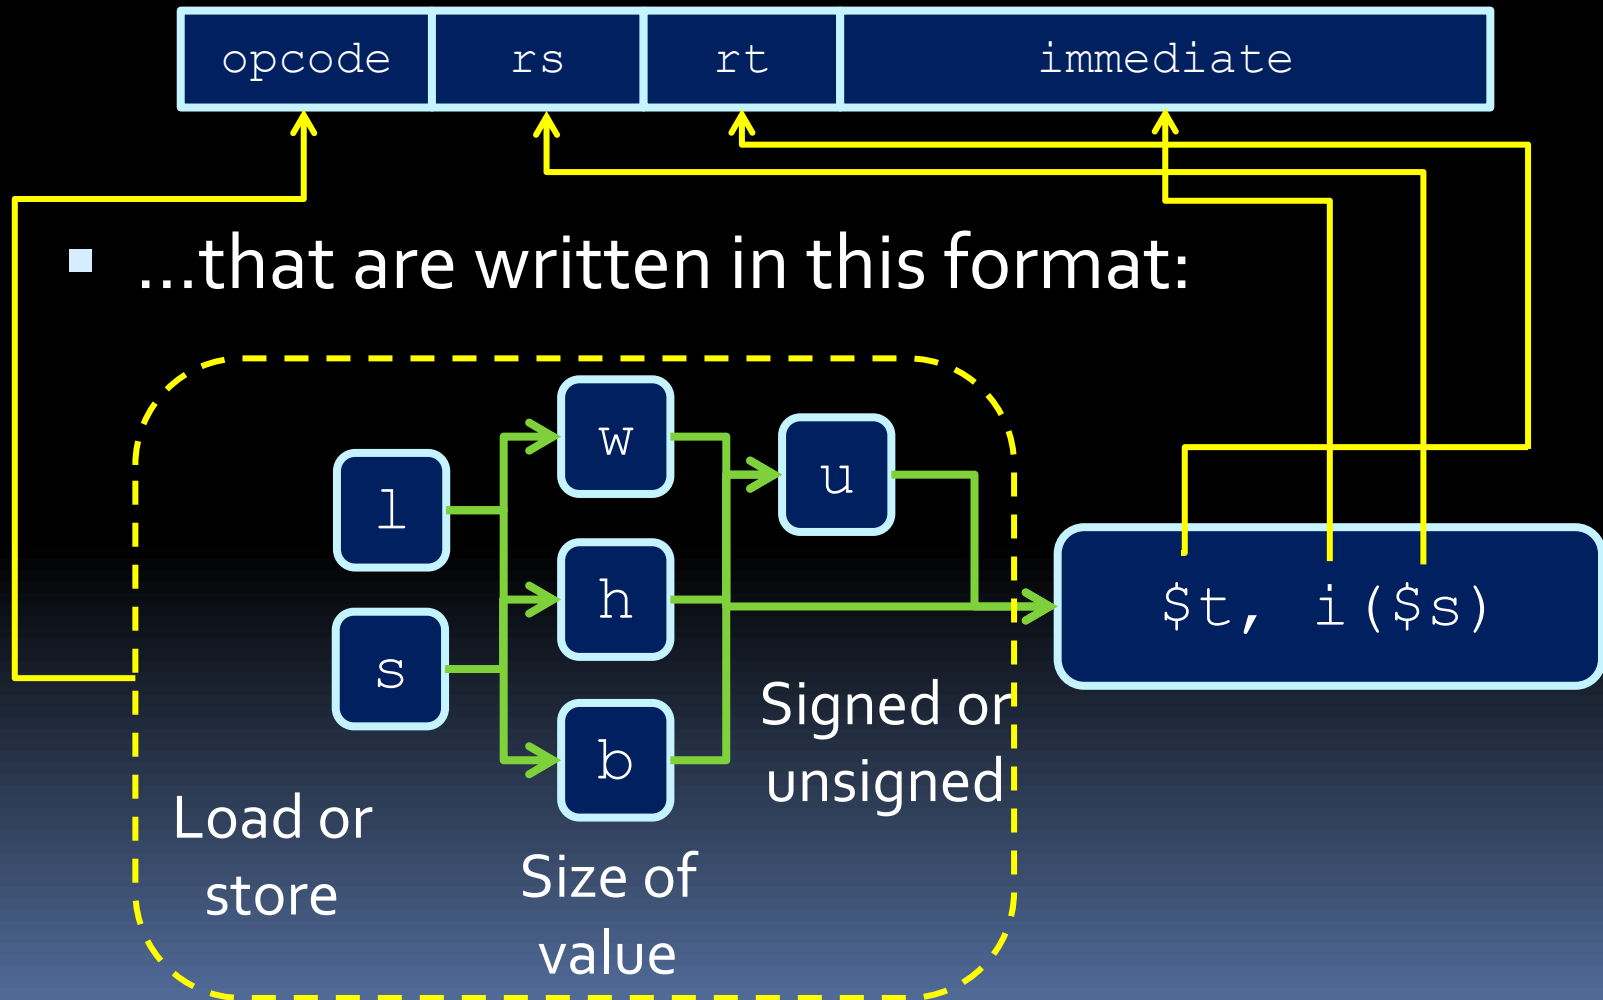 opcode rs rt immediate
...that are written in this format:
l
s
w
h
b
u
$t, i($s)
Signed or
unsigned
Load or
store
Size of
value